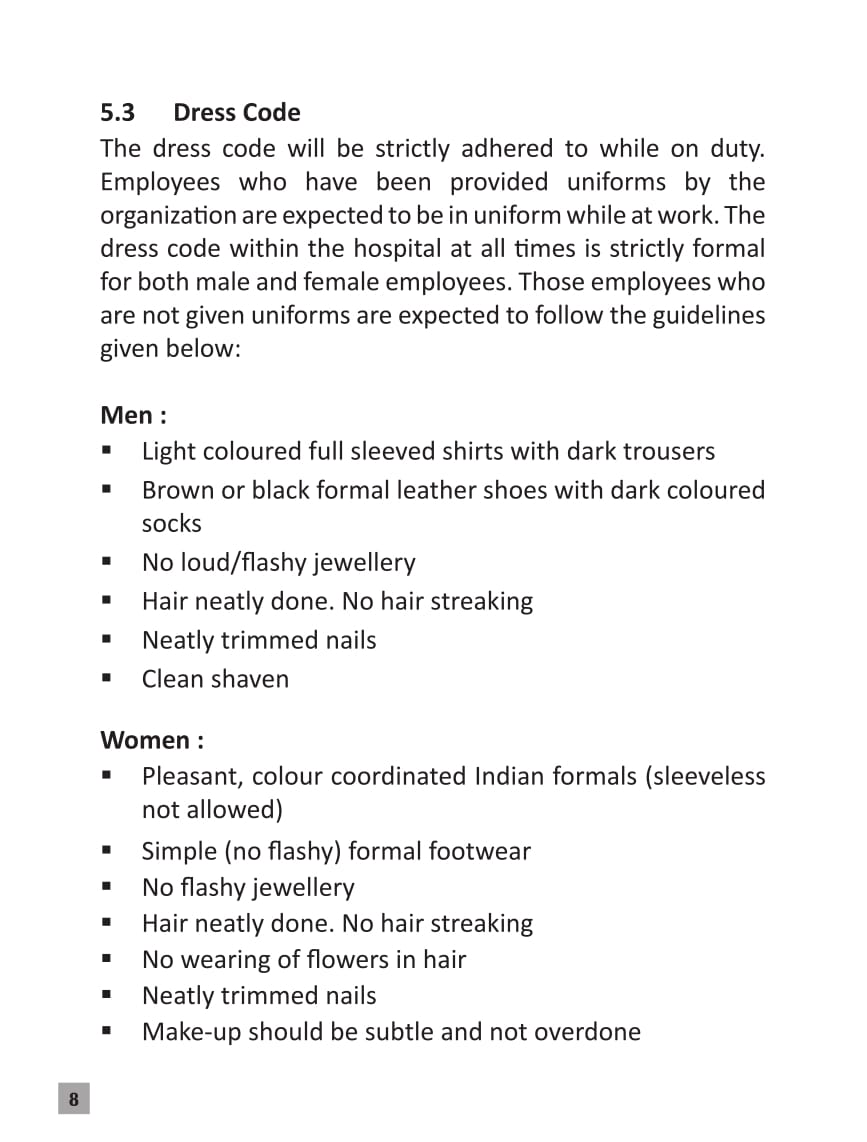 5.3 Dress Code
The dress code will be strictly adhered to while on duty.
Employees who have been provided uniforms by the
organization are expected to be in uniform while at work. The
dress code within the hospital at all times is strictly formal
for both male and female employees. Those employees who
are not given uniforms are expected to follow the guidelines
given below:
Men :
▪ Light coloured full sleeved shirts with dark trousers
▪ Brown or black formal leather shoes with dark coloured
socks
▪ No loud/flashy jewellery
▪ Hair neatly done. No hair streaking
▪ Neatly trimmed nails
▪ Clean shaven
Women :
▪ Pleasant, colour coordinated Indian formals (sleeveless
not allowed)
▪ Simple (no flashy) formal footwear
▪ No flashy jewellery
▪ Hair neatly done. No hair streaking
▪ No wearing of flowers in hair
▪ Neatly trimmed nails
▪ Make-up should be subtle and not overdone
8